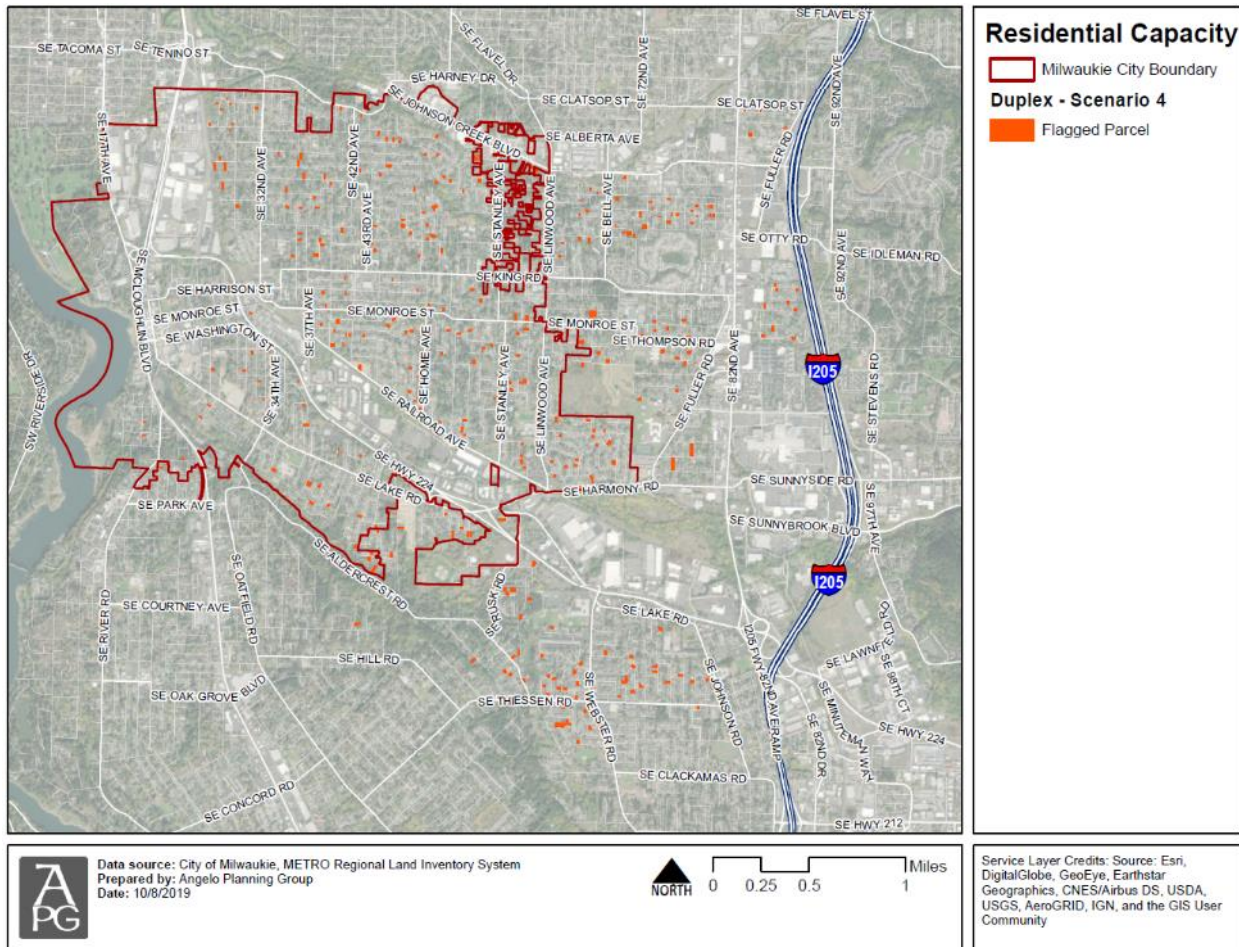 SE FLAVEL ST
SE TACOMA ST
SE TENINO ST
SE FLAVEL DR
SE 72ND AVE
SE 92ND AVE
SE HARNEY DR
SE JOHNSON CREEK BLVD
SE CLATSOP ST
SE CLATSOP ST
SE 17TH AVE
SE ALBERTA AVE
SE FULLER RD
SE 32ND AVE
SE 42ND AVE
SE 43RD AVE
SE STANLEY AVE
SE LINWOOD AVE
SE BELL AVE
SE OTTY RD
SE 92ND AVE
SE IDLEMAN RD
SE KING RD
SE MCLOUGHLIN BLVD
SE HARRISON ST
SE MONROE ST
SE WASHINGTON ST
SE 37TH AVE
SE MONROE ST
SE MONROE ST
SE THOMPSON RD
SW RIVERSIDE DR
SE 34TH AVE
SE HOME AVE
SE STANLEY AVE
SE LINWOOD AVE
SE FULLER RD
SE 82ND AVE
I205
SE STEVENS RD
SE RAILROAD AVE
SE HWY 224
SE LAKE RD
SE HARMONY RD
SE SUNNYSIDE RD
SE PARK AVE
SE SUNNYBROOK BLVD
SE 97TH AVE
I205
SE ALDERCREST RD
SE RUSK RD
SE RIVER RD
SE COURTNEY AVE
SE OATFIELD RD
SE LAKE RD
I205 FWY-82ND AVE RAMP
SE LAWNFIELD RD
SE 98TH CT
SE HILL RD
SE OAK GROVE BLVD
SE THIESSEN RD
SE WEBSTER RD
SE JOHNSON RD
SE 82ND DR
SE MINUTEMAN WAY
SE HWY 224
SE CONCORD RD
SE CLACKAMAS RD
SE HWY 212
Residential Capacity
Milwaukie City Boundary
Duplex - Scenario 4
Flagged Parcel
APG
Data source: City of Milwaukie, METRO Regional Land Inventory System
Prepared by: Angelo Planning Group
Date: 10/8/2019
NORTH
Miles
0 0.25 0.5 1
Service Layer Credits: Source: Esri,
DigitalGlobe, GeoEye, Earthstar
Geographics, CNES/Airbus DS, USDA,
USGS, AeroGRID, IGN, and the GIS User
Community